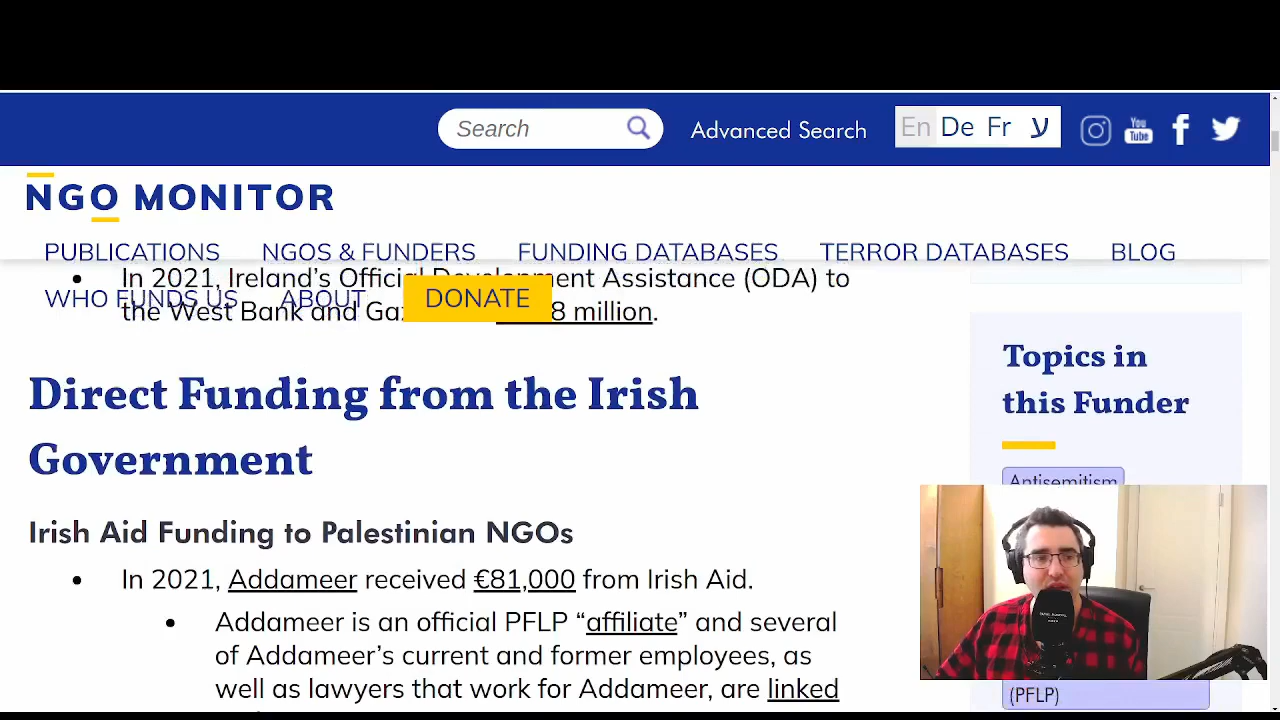 Search
Advanced Search
En De Fr ע
You
Tube
NGO MONITOR
PUBLICATIONS NGOS & FUNDERS FUNDING DATABASES TERROR DATABASES BLOG
WHO FUNDS US ABOUT DONATE
In 2021, Ireland's Official Development Assistance (ODA) to
the West Bank and 8 million.
Direct Funding from the Irish
Government
Irish Aid Funding to Palestinian NGOs
In 2021, Addameer received €81,000 from Irish Aid.
Addameer is an official PFLP “affiliate” and several
of Addameer’s current and former employees, as
well as lawyers that work for Addameer, are linked
Topics in
this Funder
Antisemitism
(PFLP)